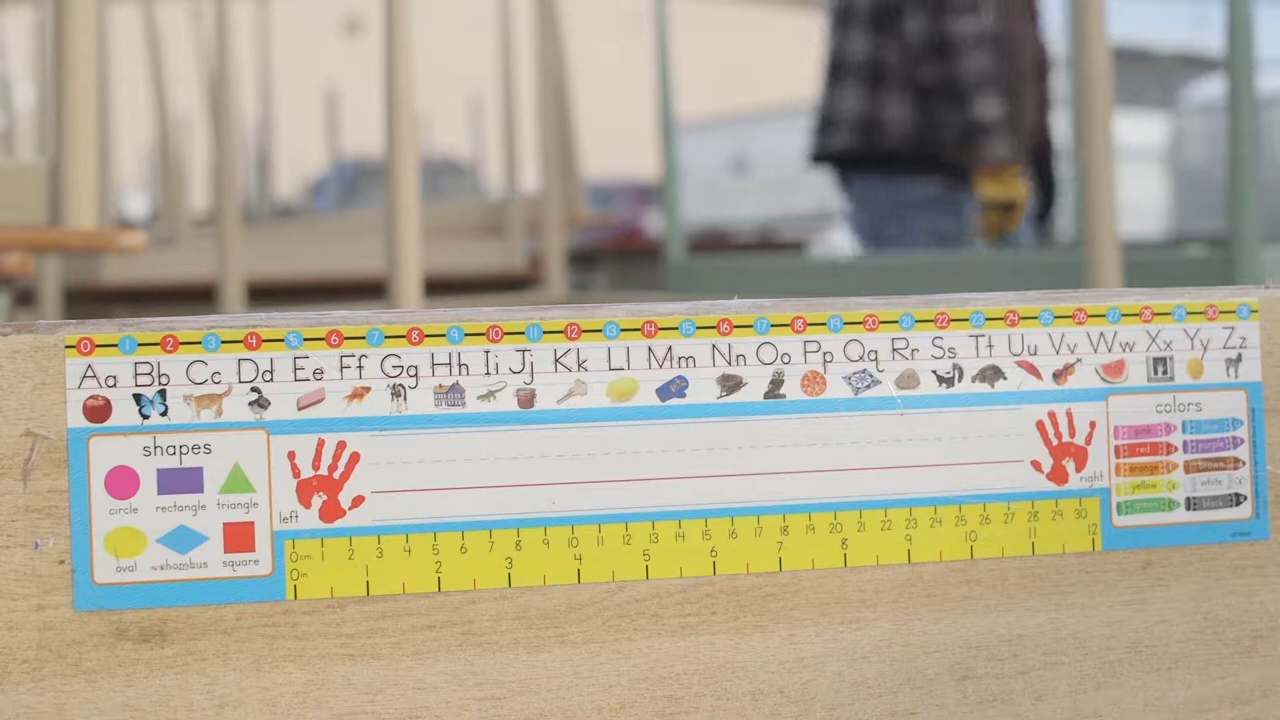 0 1 2 3 4 5 6 7 8 9 10 11 12 13 14 15 16 17 18 19 20 21 22 23 24 25 26 27 28 29 30 31
Aa Bb Cc Dd Ee Ff Gg Hh Ii Jj Kk Ll Mm Nn Oo Pp Qq Rr Ss Tt Uu Vv Ww Xx Yy Zz
shapes
circle rectangle triangle
oval rhombus square
left
right
colors
pink blue
red purple
orange brown
yellow white
green black
0cm 1 2 3 4 5 6 7 8 9 10 11 12 13 14 15 16 17 18 19 20 21 22 23 24 25 26 27 28 29 30
0in 1 2 3 4 5 6 7 8 9 10 11 12